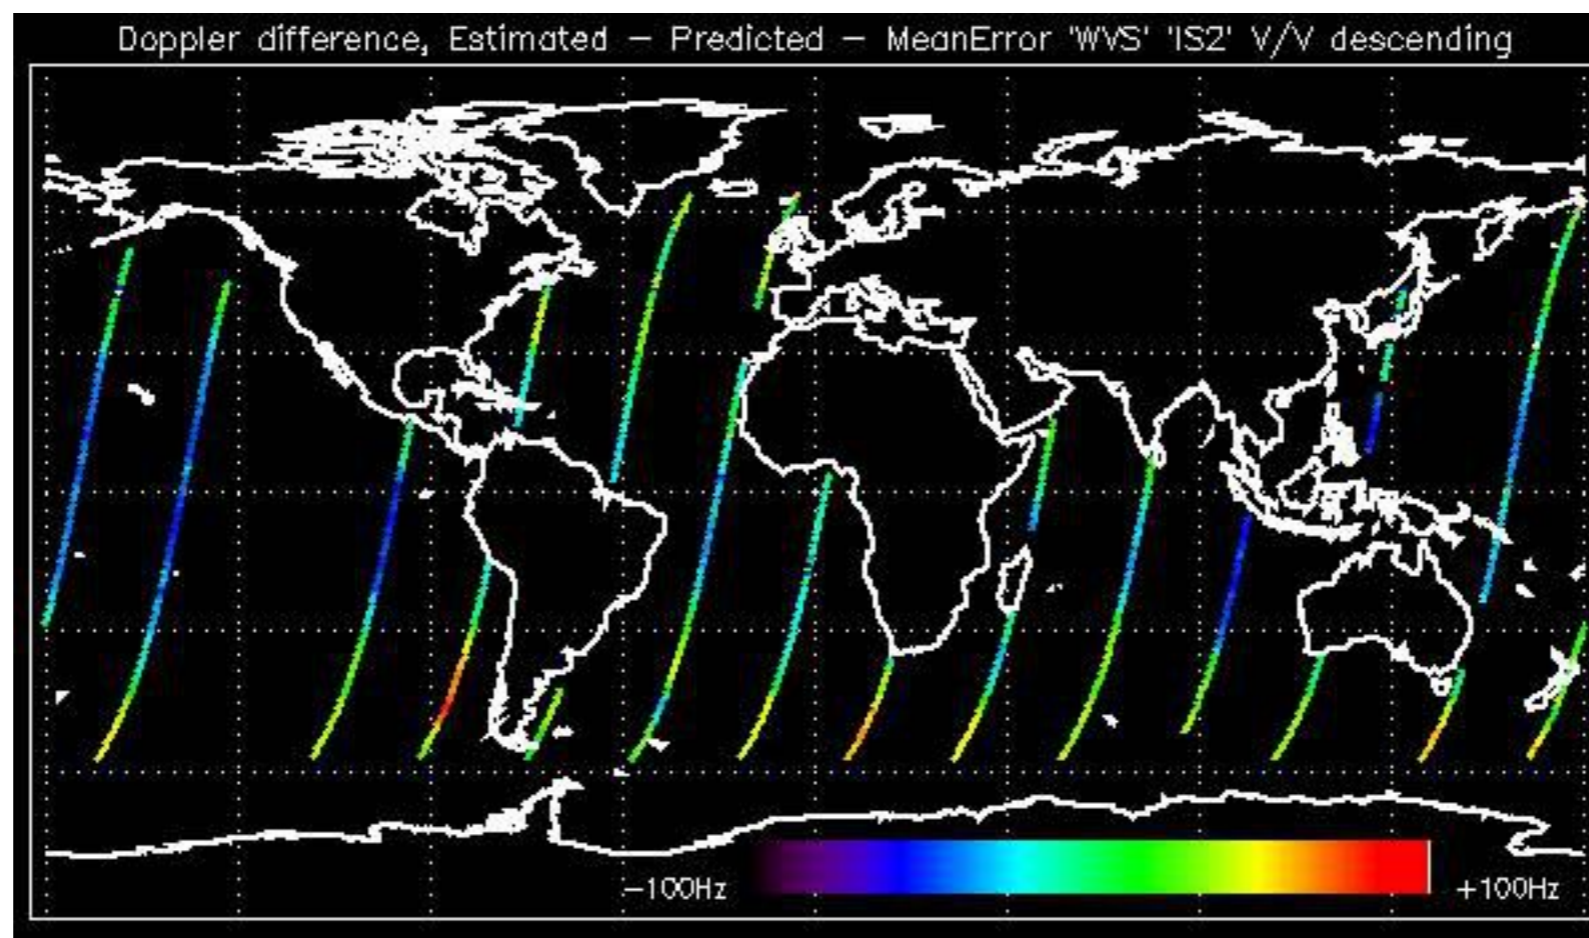 Doppler difference, Estimated – Predicted – MeanError 'WVS' 'IS2' V/V descending
–100Hz +100Hz